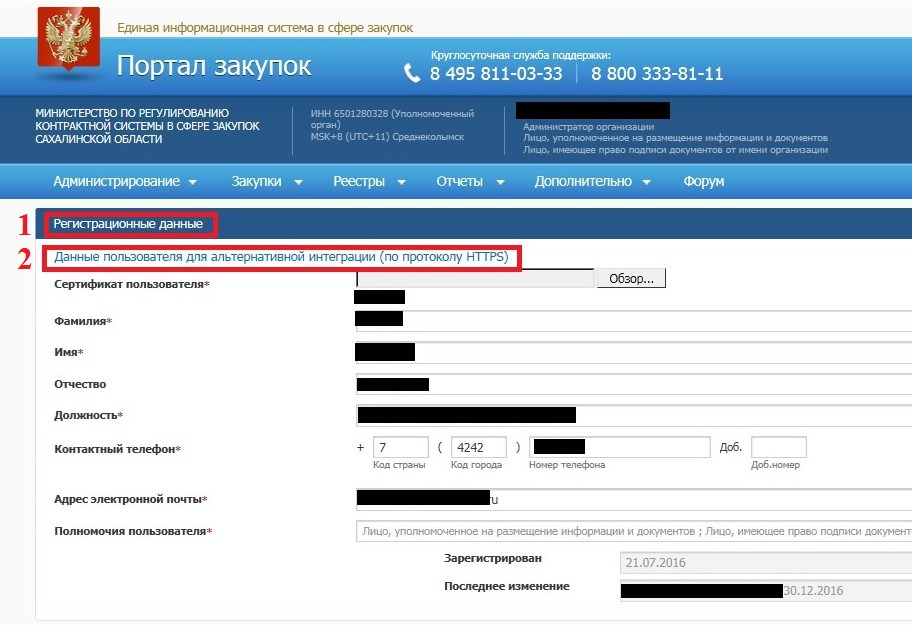 Единая информационная система в сфере закупок
Портал закупок
Круглосуточная служба поддержки:
8 495 811-03-33 8 800 333-81-11
МИНИСТЕРСТВО ПО РЕГУЛИРОВАНИЮ
КОНТРАКТНОЙ СИСТЕМЫ В СФЕРЕ ЗАКУПОК
САХАЛИНСКОЙ ОБЛАСТИ
ИНН 6501280328 (Уполномоченный
орган)
MSK+8 (UTC+11) Среднеколымск
Администратор организации
Лицо, уполномоченное на размещение информации и документов
Лицо, имеющее право подписи документов от имени организации
Администрирование Закупки Реестры Отчеты Дополнительно Форум
1 Регистрационные данные
2 Данные пользователя для альтернативной интеграции (по протоколу HTTPS)
Сертификат пользователя* Обзор...
Фамилия*
Имя*
Отчество
Должность*
Контактный телефон* + 7 ( 4242 ) Доб.
Код страны Код города Номер телефона Доб.номер
Адрес электронной почты* ru
Полномочия пользователя* Лицо, уполномоченное на размещение информации и документов ; Лицо, имеющее право подписи документ
Зарегистрирован 21.07.2016
Последнее изменение 30.12.2016